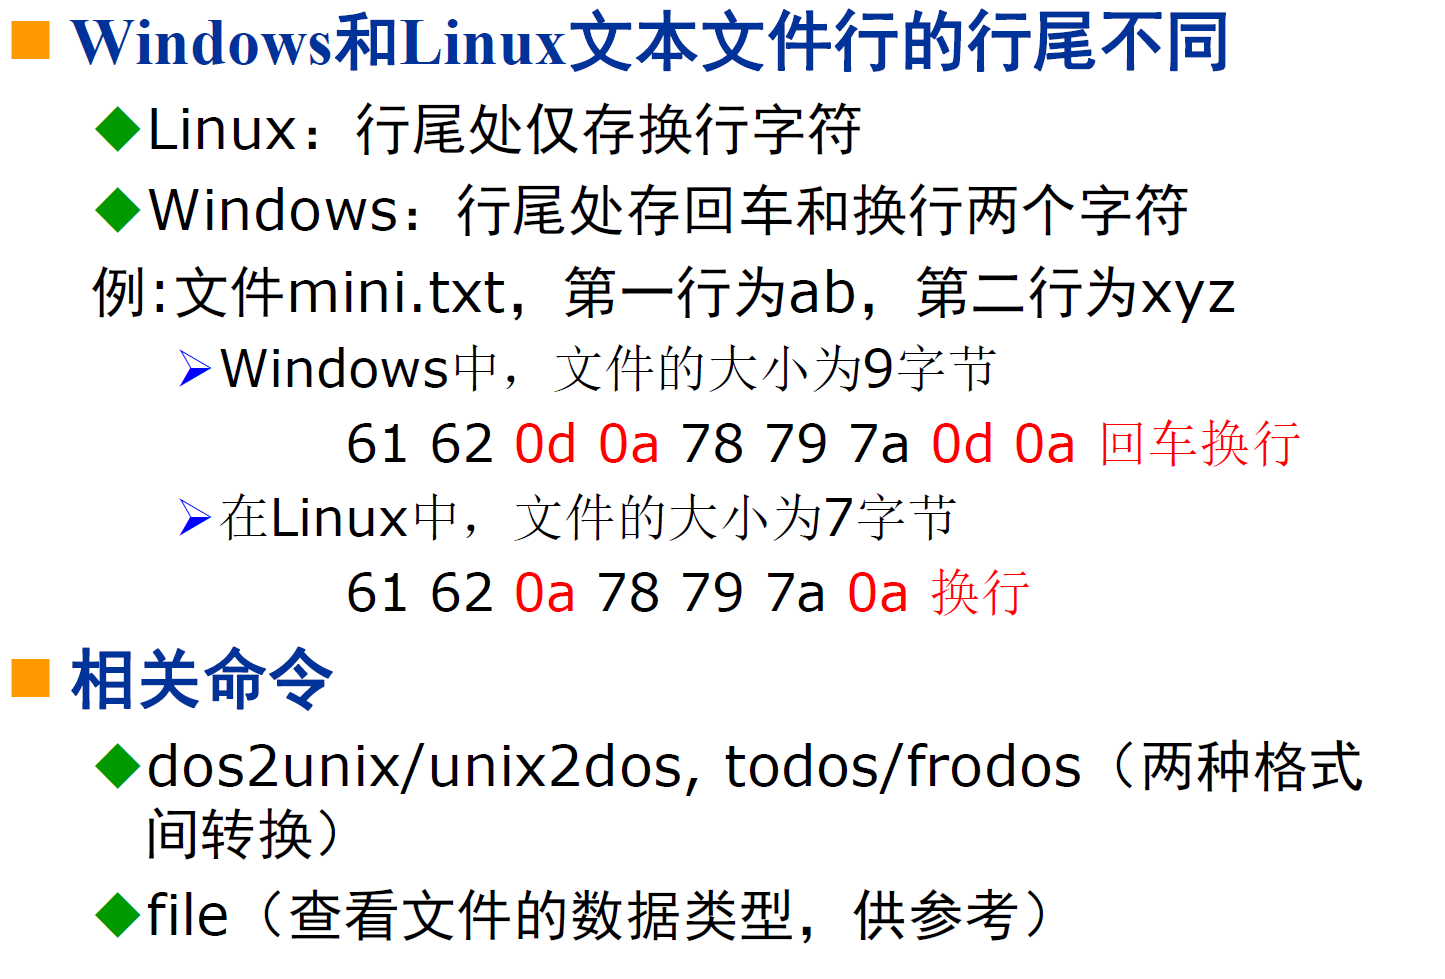 Windows和Linux文本文件行的行尾不同
Linux：行尾处仅存换行字符
Windows：行尾处存回车和换行两个字符
例:文件mini.txt，第一行为ab，第二行为xyz
Windows中，文件的大小为9字节
61 62 0d 0a 78 79 7a 0d 0a 回车换行
在Linux中，文件的大小为7字节
61 62 0a 78 79 7a 0a 换行
相关命令
dos2unix/unix2dos, todos/frodos（两种格式
间转换）
file（查看文件的数据类型，供参考）